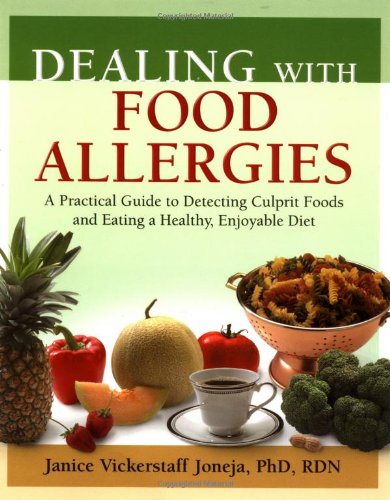 DEALING WITH
FOOD
ALLERGIES
A Practical Guide to Detecting Culprit Foods
and Eating a Healthy, Enjoyable Diet
Janice Vickerstaff Joneja, PhD, RDN